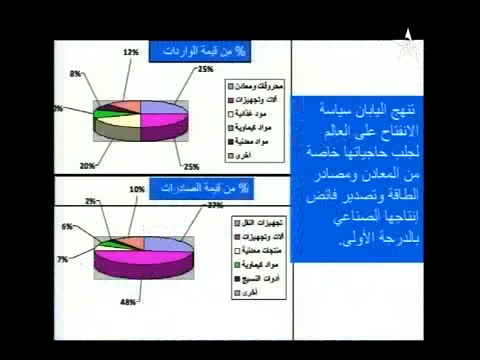 % من قيمة الواردات
12%
25%
8%
20%
25%
محروقات ومعادن
آلات وتجهيزات
مود غذائية
مواد كيماوية
مواد معدنية
أخرى
% من قيمة الصادرات
10%
27%
2%
6%
7%
48%
تجهيزات النقل
آلات وتجهيزات
منتجات معدنية
مواد كيماوية
أدوات النسيج
أخرى
تنهج اليابان سياسة
الانفتاح على العالم
لجلب حاجياتها خاصة
من المعادن ومصادر
الطاقة وتصدير فائض
إنتاجها الصناعي
بالدرجة الأولى.